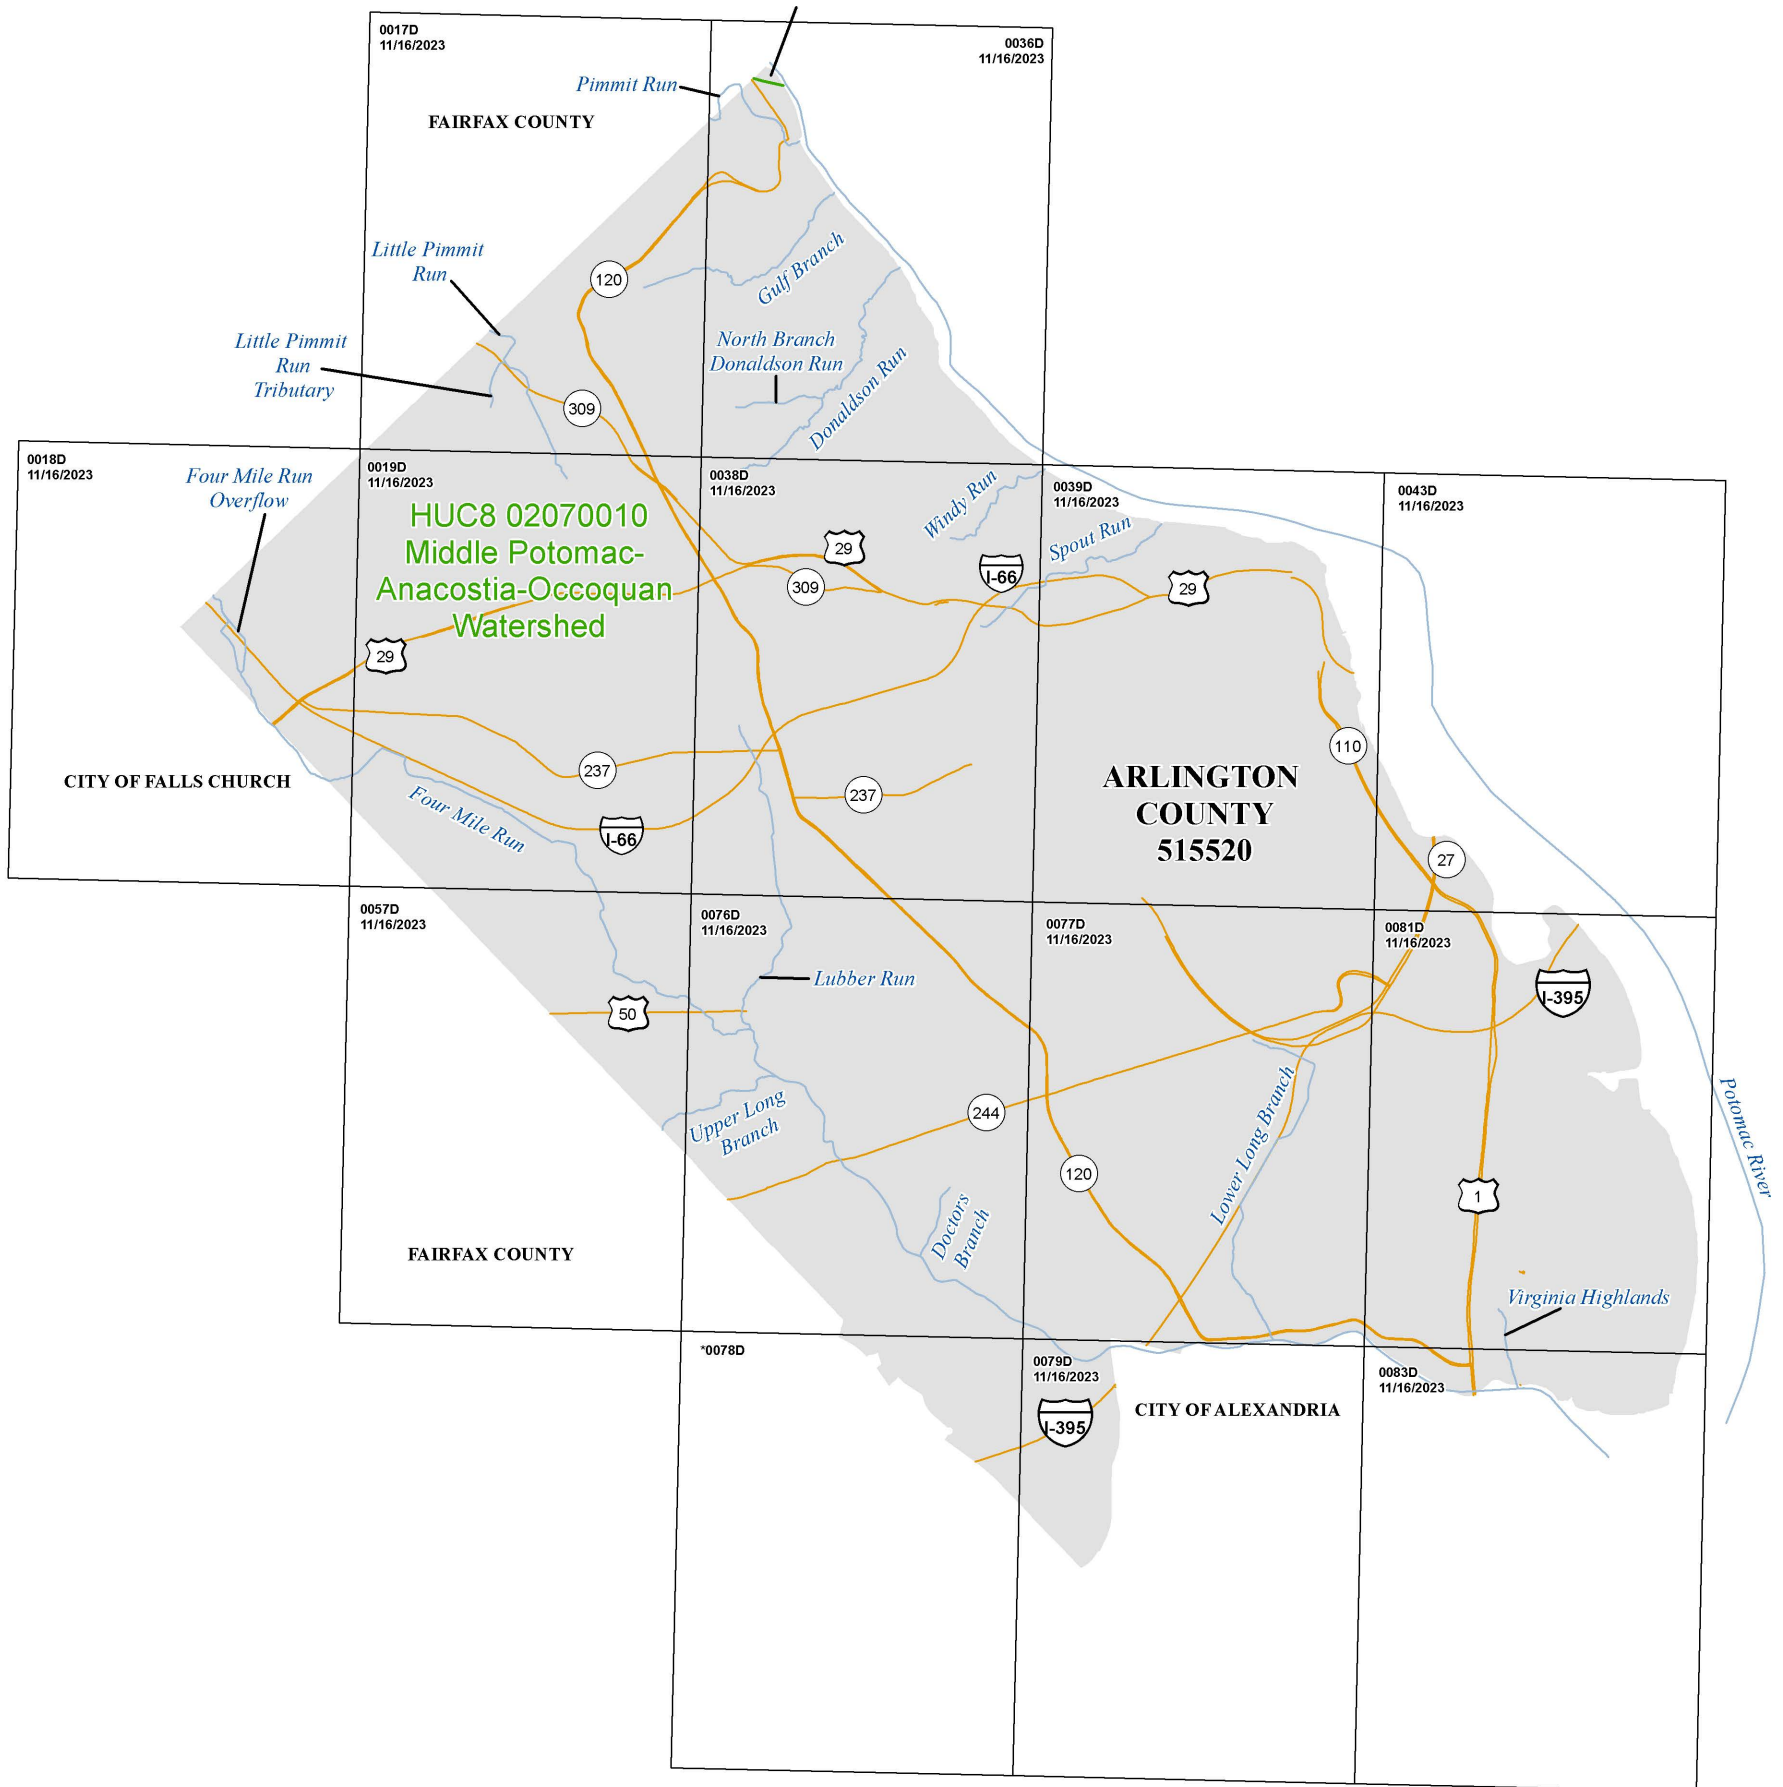 0017D
11/16/2023
0036D
11/16/2023
Pimmit Run
FAIRFAX COUNTY
Little Pimmit
Run
120
Gulf Branch
Little Pimmit
Run
Tributary
North Branch
Donaldson Run
Donaldson Run
309
0018D
11/16/2023
Four Mile Run
Overflow
0019D
11/16/2023
0038D
11/16/2023
Windy Run
0039D
11/16/2023
0043D
11/16/2023
HUC8 02070010
Middle Potomac-
Anacostia-Occoquan
Watershed
29
309
I-66
Spout Run
29
29
110
CITY OF FALLS CHURCH
237
237
Four Mile Run
I-66
ARLINGTON
COUNTY
515520
27
0057D
11/16/2023
0076D
11/16/2023
0077D
11/16/2023
0081D
11/16/2023
Lubber Run
I-395
50
Upper Long
Branch
244
Lower Long Branch
Potomac River
120
1
Doctors
Branch
FAIRFAX COUNTY
Virginia Highlands
*0078D
0079D
11/16/2023
0083D
11/16/2023
I-395
CITY OF ALEXANDRIA